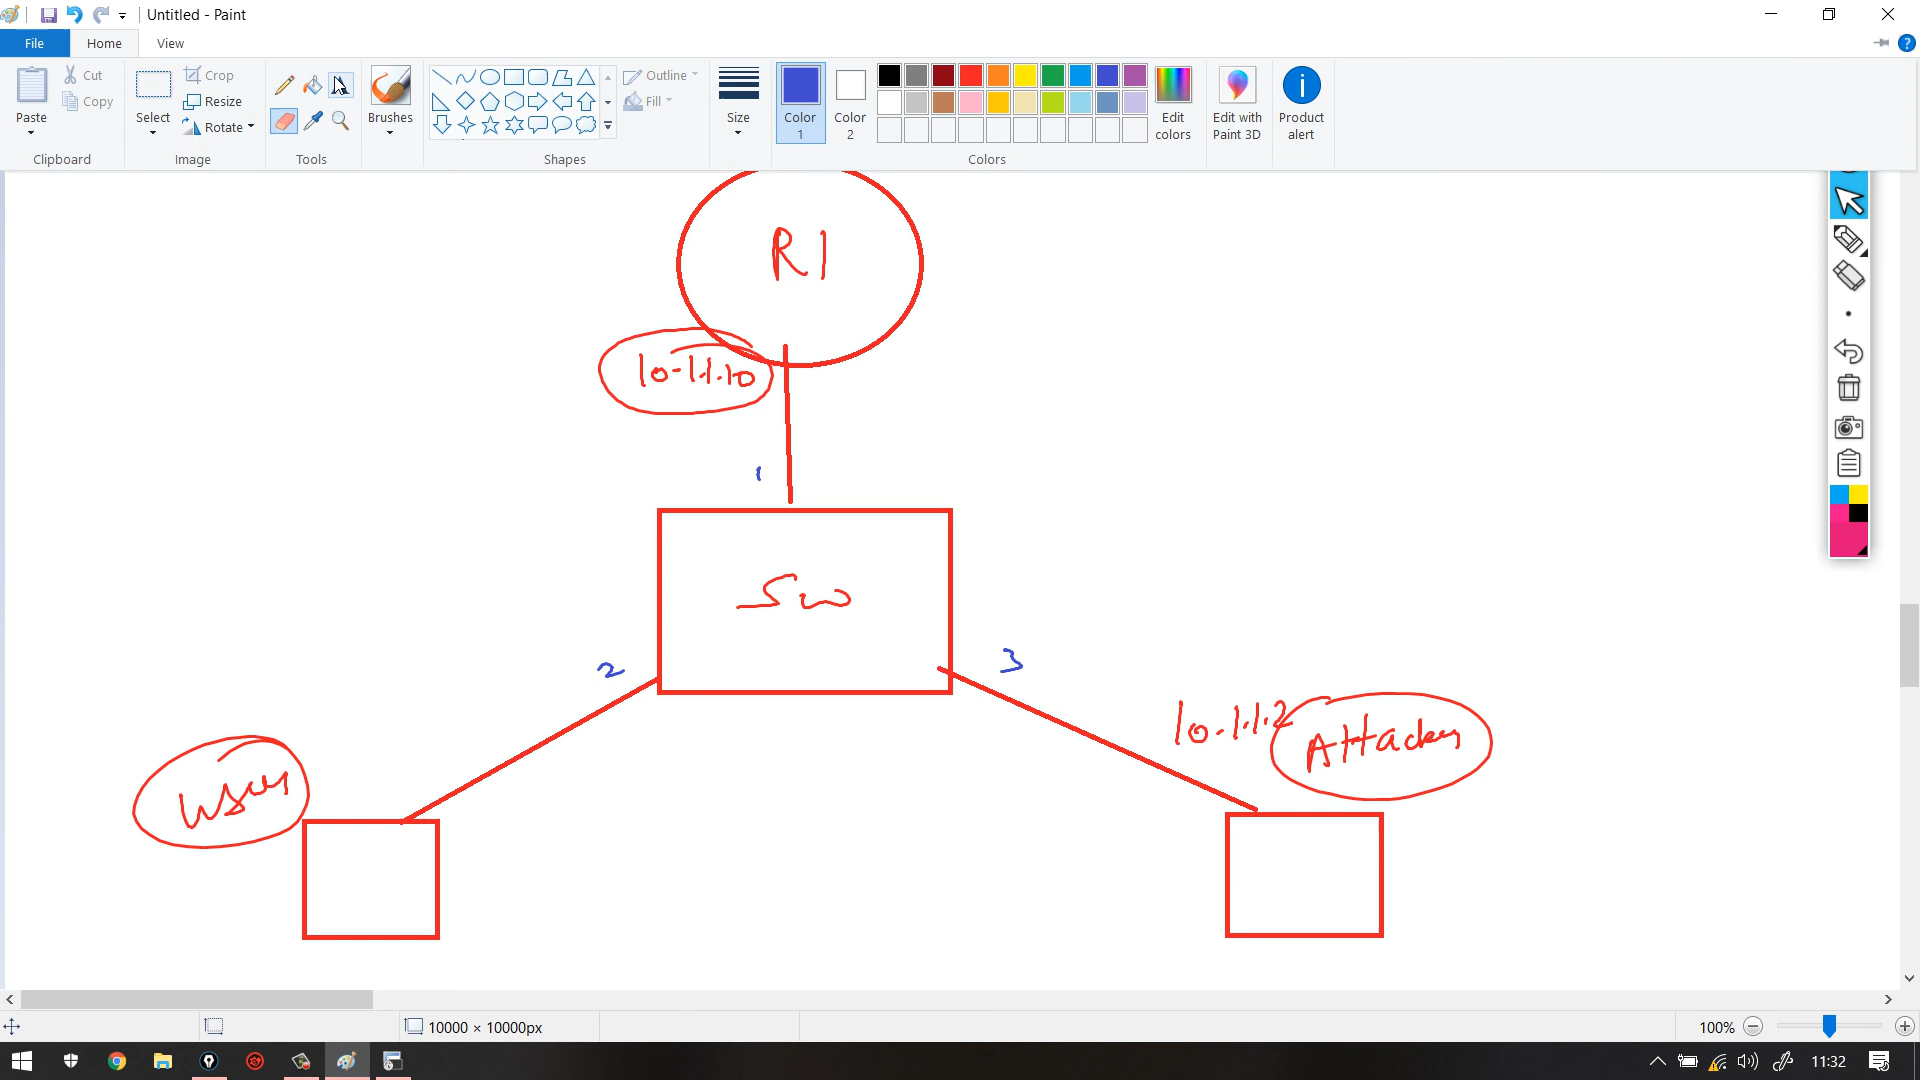 Untitled - Paint
File Home View
Paste
Cut
Copy
Clipboard
Select
Crop
Resize
Rotate
Image
Tools
Brushes
Shapes
Outline
Fill
Size
Color 1
Color 2
Edit colors
Colors
Edit with Paint 3D
Product alert
R1
10.1.1.10
1
SW
2
3
10.1.1.2
Attacker
User
10000 × 10000px
100%
11:32